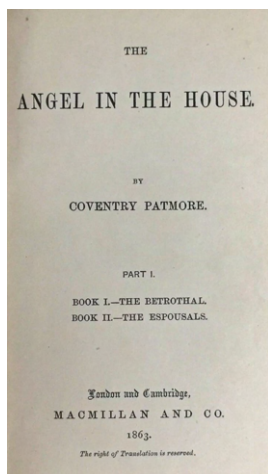 THE
ANGEL IN THE HOUSE.
BY
COVENTRY PATMORE.
PART I.
BOOK I.—THE BETROTHAL.
BOOK II.—THE ESPOUSALS.
London and Cambridge,
MACMILLAN AND CO.
1863.
The right of Translation is reserved.